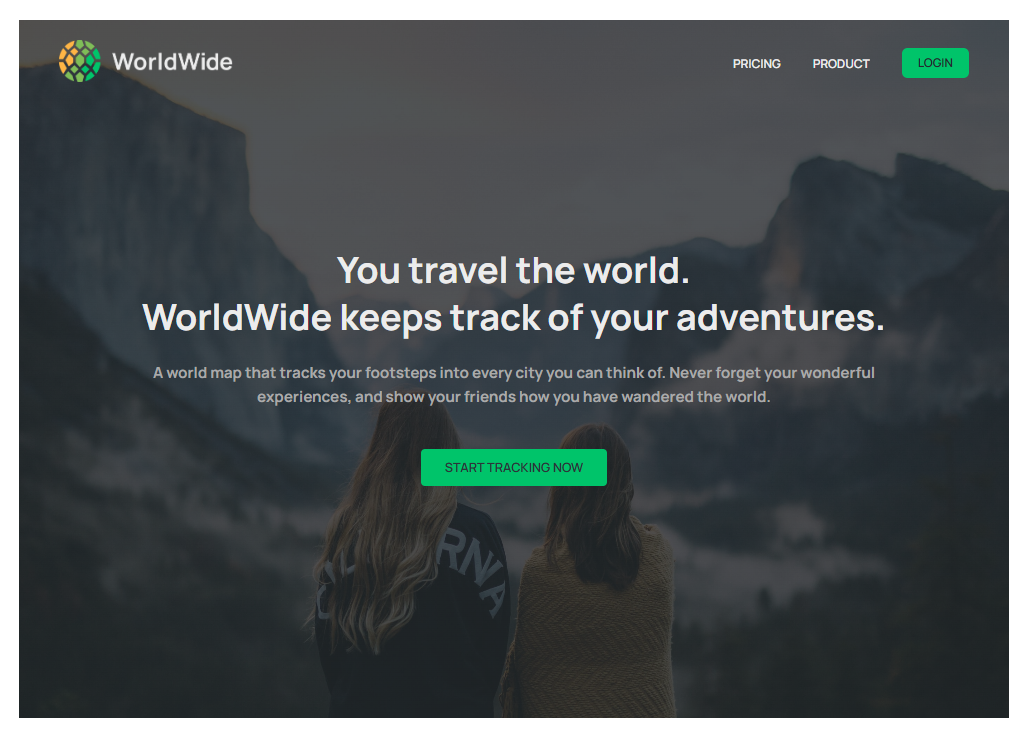 WorldWide
PRICING
PRODUCT
LOGIN
You travel the world.
WorldWide keeps track of your adventures.
A world map that tracks your footsteps into every city you can think of. Never forget your wonderful
experiences, and show your friends how you have wandered the world.
START TRACKING NOW